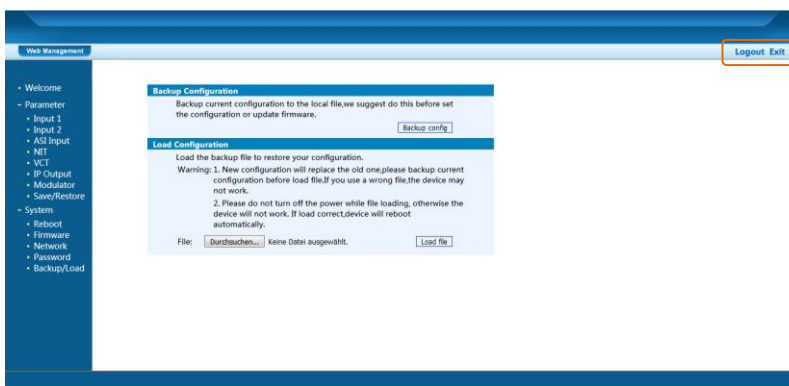 Web Management
Logout Exit
Welcome
Parameter
Input 1
Input 2
ASI Input
NIT
VCT
IP Output
Modulator
Save/Restore
System
Reboot
Firmware
Network
Password
Backup/Load
Backup Configuration
Backup current configuration to the local file,we suggest do this before set
the configuration or update firmware.
Backup config
Load Configuration
Load the backup file to restore your configuration.
Warning: 1. New configuration will replace the old one,please backup current
configuration before load file.If you use a wrong file,the device may
not work.
2. Please do not turn off the power while file loading, otherwise the
device will not work. If load correct,device will reboot
automatically.
File: Durchsuchen... Keine Datei ausgewählt. Load file